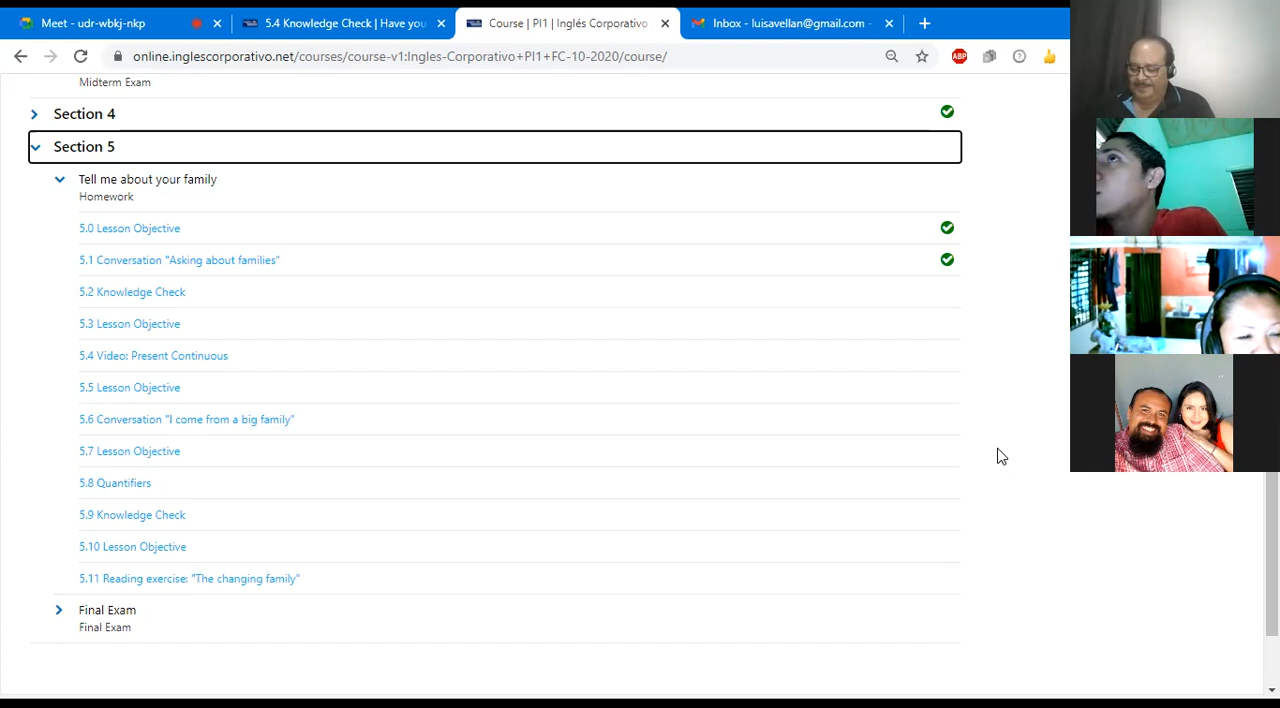 Meet - udr-wbkj-nkp
5.4 Knowledge Check | Have you
Course | PI1 | Inglés Corporativo
Inbox - luisavellan@gmail.com -
online.inglescorporativo.net/courses/course-v1:Ingles-Corporativo+PI1+FC-10-2020/course/
ABP
Midterm Exam
Section 4
Section 5
Tell me about your family
Homework
5.0 Lesson Objective
5.1 Conversation "Asking about families"
5.2 Knowledge Check
5.3 Lesson Objective
5.4 Video: Present Continuous
5.5 Lesson Objective
5.6 Conversation "I come from a big family"
5.7 Lesson Objective
5.8 Quantifiers
5.9 Knowledge Check
5.10 Lesson Objective
5.11 Reading exercise: "The changing family"
Final Exam
Final Exam